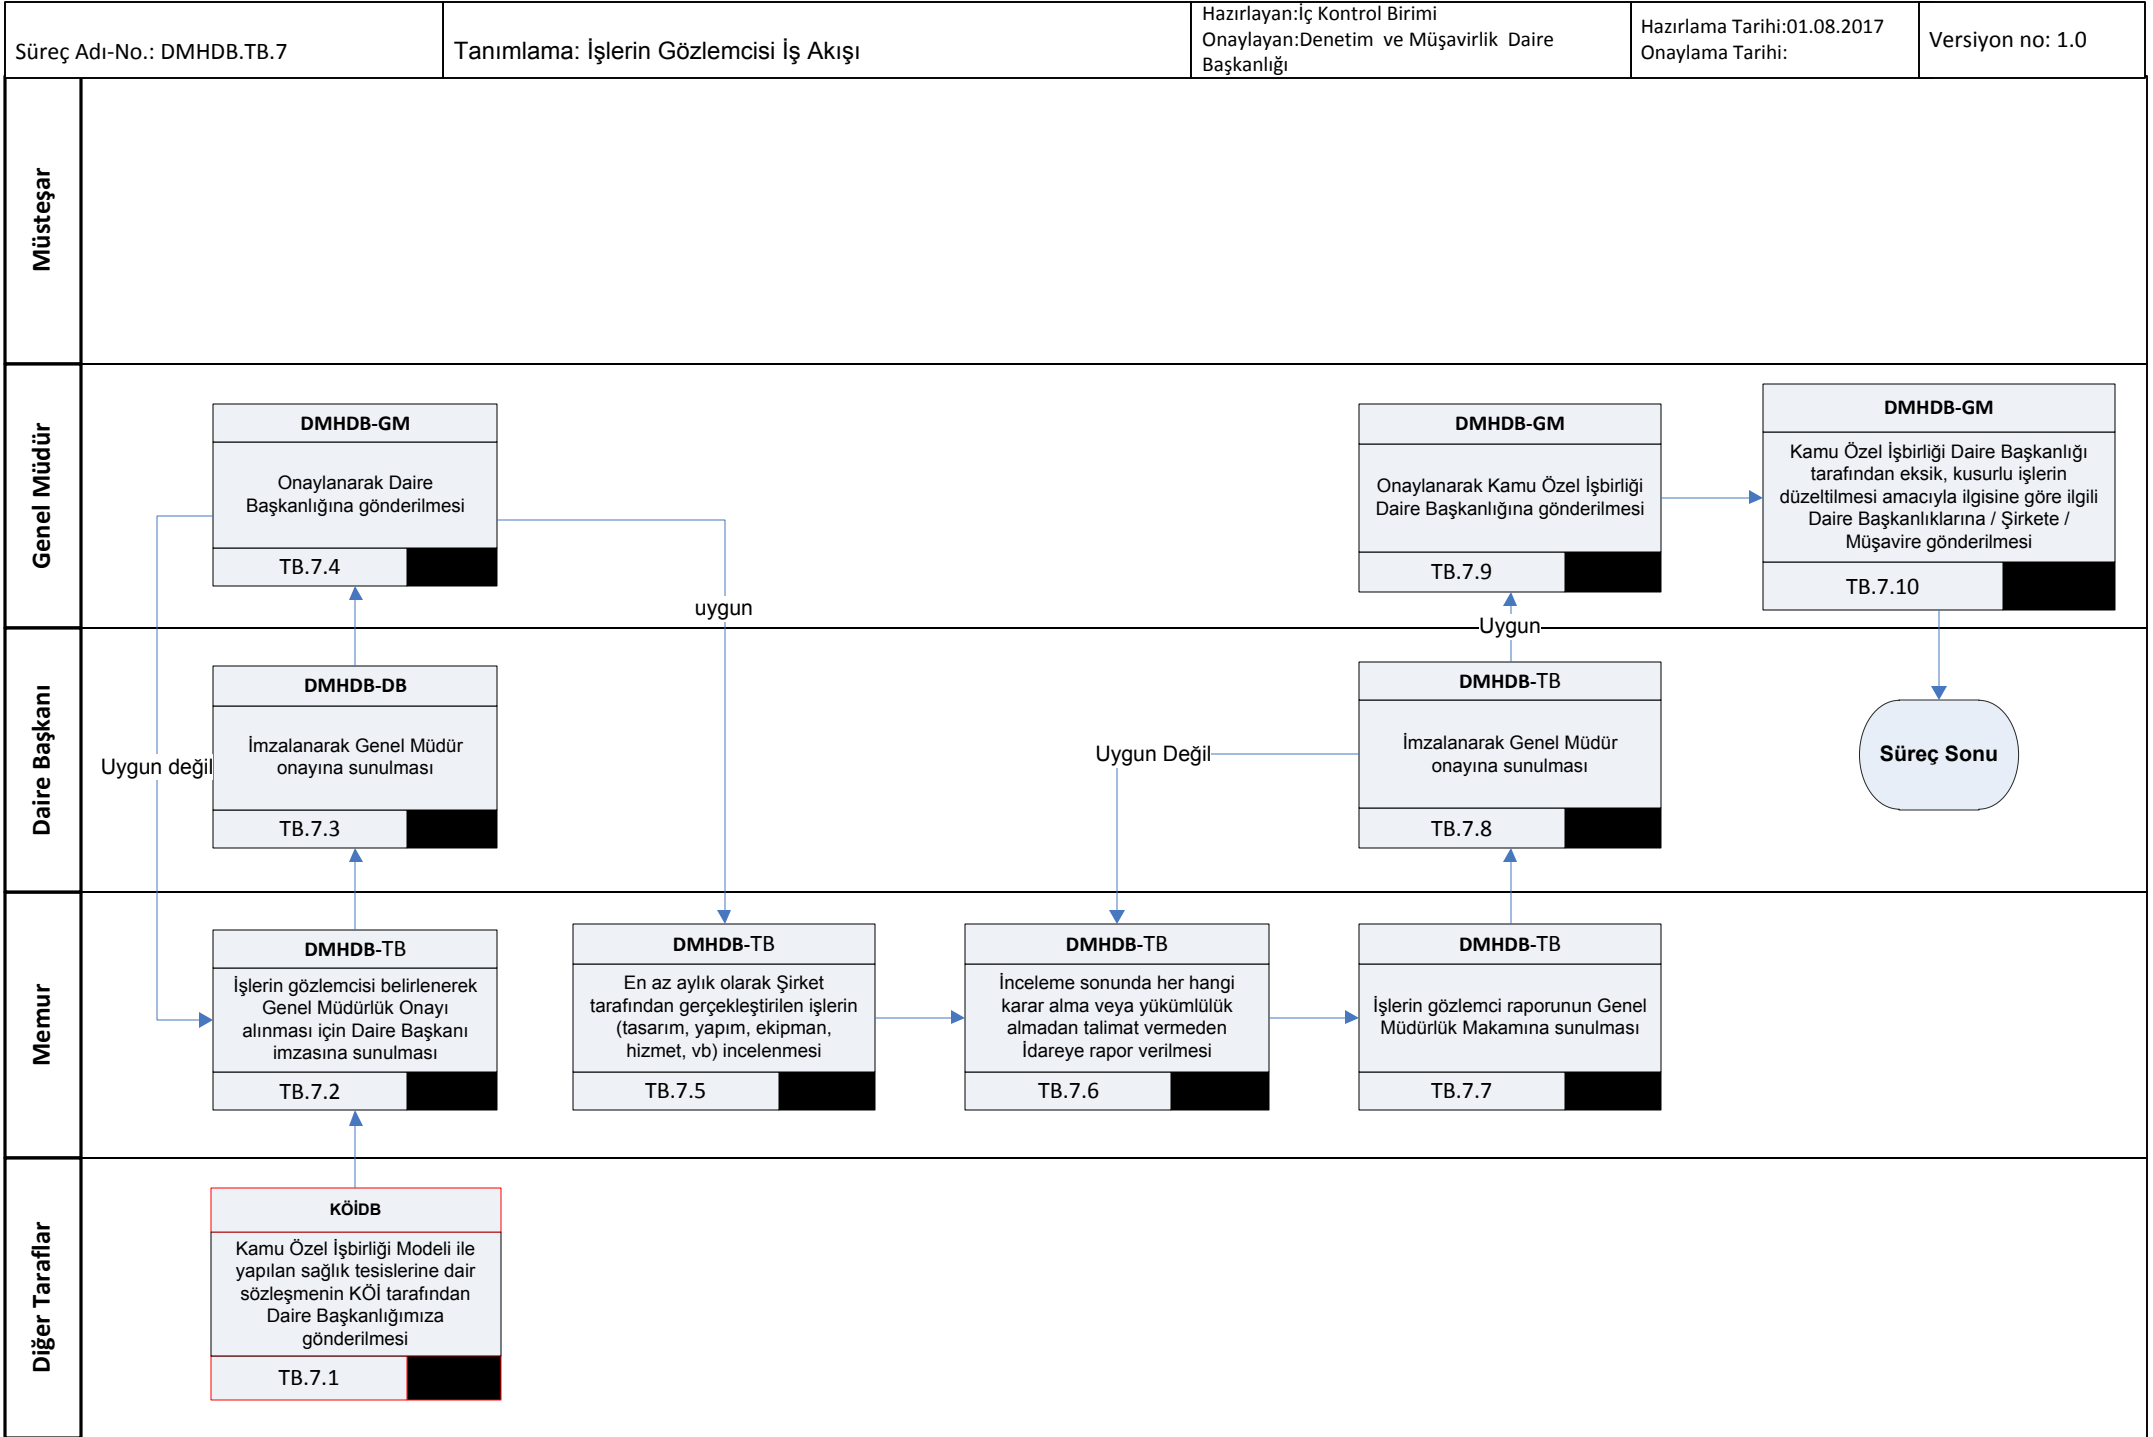 Süreç Adı-No.: DMHDB.TB.7
Tanımlama: İşlerin Gözlemcisi İş Akışı
Hazırlayan:İç Kontrol Birimi
Onaylayan:Denetim ve Müşavirlik Daire
Başkanlığı
Hazırlama Tarihi:01.08.2017
Onaylama Tarihi:
Versiyon no: 1.0
Müsteşar
Genel Müdür
DMHDB-GM
Onaylanarak Daire
Başkanlığına gönderilmesi
TB.7.4
uygun
DMHDB-GM
Onaylanarak Kamu Özel İşbirliği
Daire Başkanlığına gönderilmesi
TB.7.9
Uygun
DMHDB-GM
Kamu Özel İşbirliği Daire Başkanlığı
tarafından eksik, kusurlu işlerin
düzeltilmesi amacıyla ilgisine göre ilgili
Daire Başkanlıklarına / Şirkete /
Müşavire gönderilmesi
TB.7.10
Daire Başkanı
Uygun değil
DMHDB-DB
İmzalanarak Genel Müdür
onayına sunulması
TB.7.3
Uygun Değil
DMHDB-TB
İmzalanarak Genel Müdür
onayına sunulması
TB.7.8
Süreç Sonu
Memur
DMHDB-TB
İşlerin gözlemcisi belirlenerek
Genel Müdürlük Onayı
alınması için Daire Başkanı
imzasına sunulması
TB.7.2
DMHDB-TB
En az aylık olarak Şirket
tarafından gerçekleştirilen işlerin
(tasarım, yapım, ekipman,
hizmet, vb) incelenmesi
TB.7.5
DMHDB-TB
İnceleme sonunda her hangi
karar alma veya yükümlülük
almadan talimat vermeden
İdareye rapor verilmesi
TB.7.6
DMHDB-TB
İşlerin gözlemci raporunun Genel
Müdürlük Makamına sunulması
TB.7.7
Diğer Taraflar
KÖİDB
Kamu Özel İşbirliği Modeli ile
yapılan sağlık tesislerine dair
sözleşmenin KÖİ tarafından
Daire Başkanlığımıza
gönderilmesi
TB.7.1